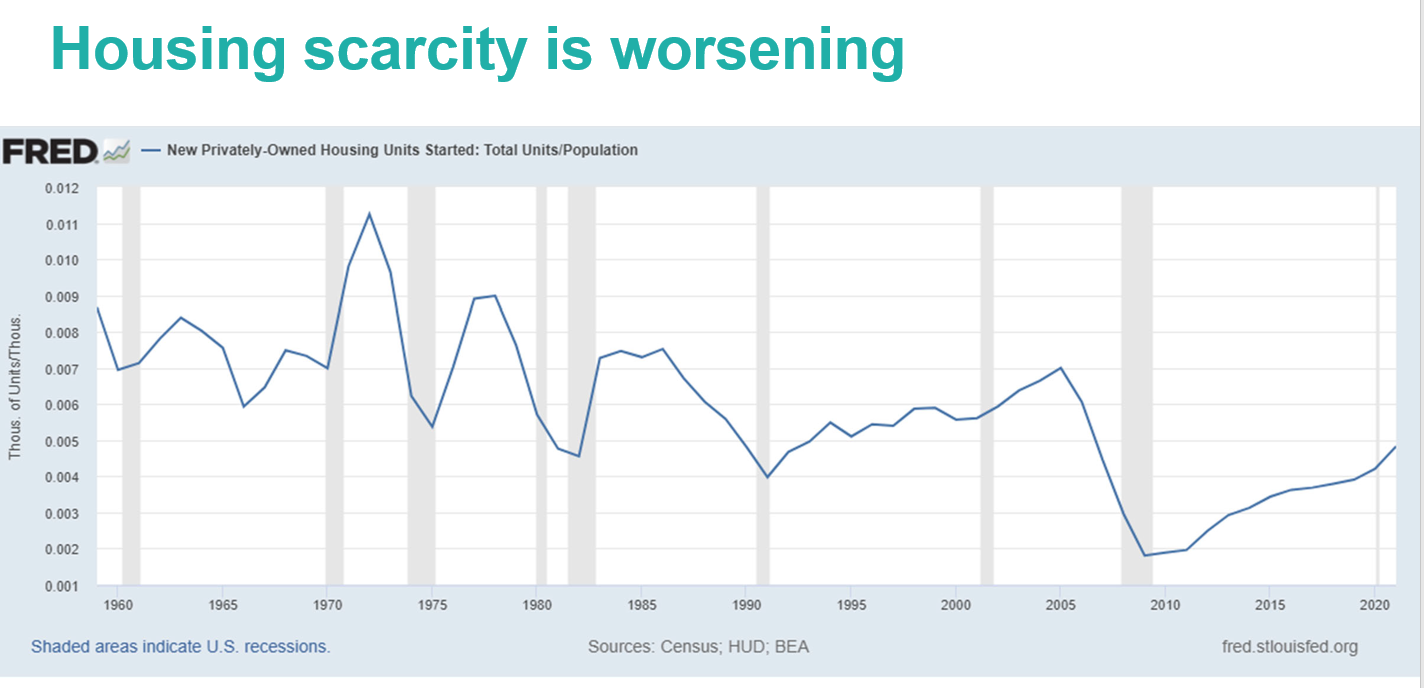 Housing scarcity is worsening
FRED
New Privately-Owned Housing Units Started: Total Units/Population
Thous. of Units/Thous.
0.012
0.011
0.010
0.009
0.008
0.007
0.006
0.005
0.004
0.003
0.002
0.001
1960 1965 1970 1975 1980 1985 1990 1995 2000 2005 2010 2015 2020
Shaded areas indicate U.S. recessions. Sources: Census; HUD; BEA fred.stlouisfed.org